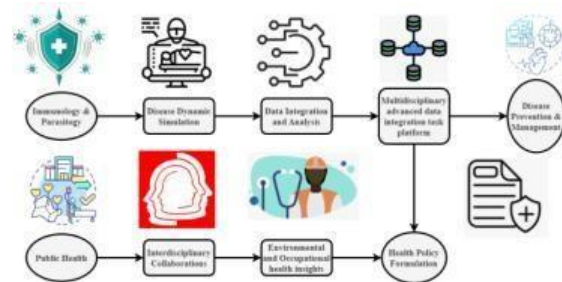 Immunology &
Parasitogy
Disease Dynamic
Simulation
Data Integration
and Analysis
Multidisciplinary
advanced data
integration task
platform
Disease
Prevention &
Management
Public Health
Interdisciplinary
Collaborations
Environmental
and Occupational
health insights
Health Policy
Formulation